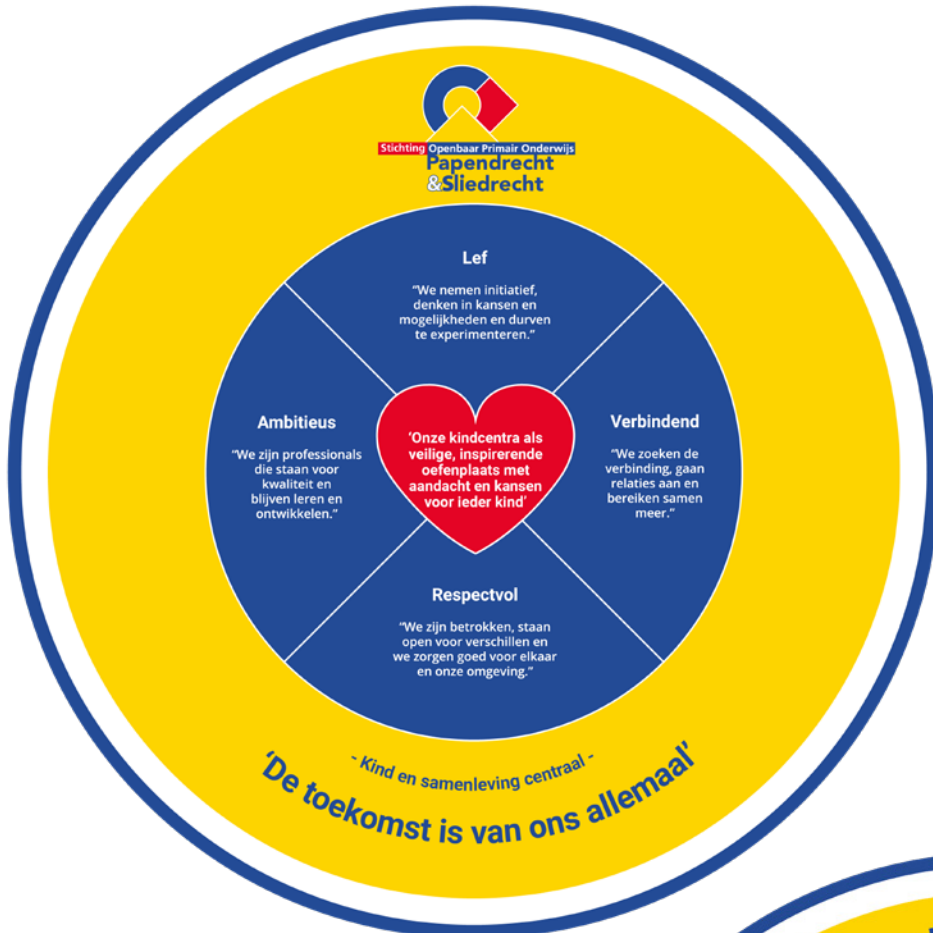 Stichting Openbaar Primair Onderwijs
Papendrecht
&Sliedrecht
Lef
“We nemen initiatief,
denken in kansen en
mogelijkheden en durven
te experimenteren.”
Ambitieus
“We zijn professionals
die staan voor
kwaliteit en
blijven leren en
ontwikkelen.”
‘Onze kindcentra als
veilige, inspirerende
oefenplaats met
aandacht en kansen
voor ieder kind’
Verbindend
“We zoeken de
verbinding, gaan
relaties aan en
bereiken samen
meer.”
Respectvol
“We zijn betrokken, staan
open voor verschillen en
we zorgen goed voor elkaar
en onze omgeving.”
- Kind en samenleving centraal -
‘De toekomst is van ons allemaal’